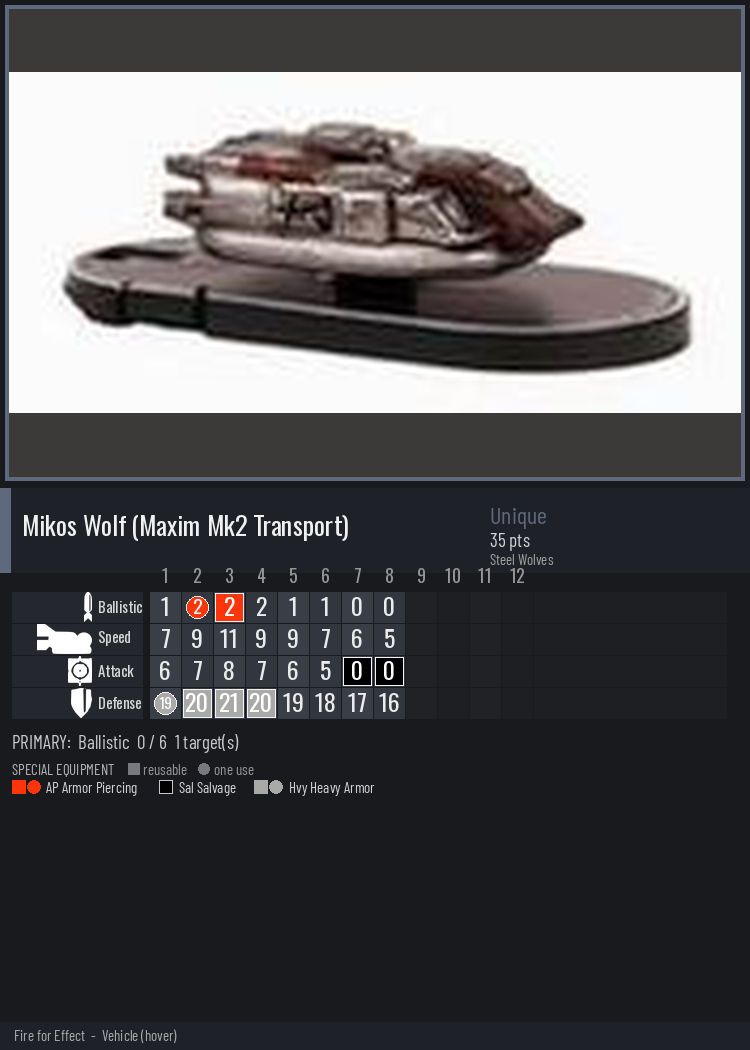 Mikos Wolf (Maxim Mk2 Transport)
Unique
35 pts
Steel Wolves
1 2 3 4 5 6 7 8 9 10 11 12
Ballistic 1 2 2 2 1 1 0 0
Speed 7 9 11 9 9 7 6 5
Attack 6 7 8 7 6 5 0 0
Defense 19 20 21 20 19 18 17 16
PRIMARY: Ballistic 0 / 6 1 target(s)
SPECIAL EQUIPMENT reusable one use
AP Armor Piercing Sal Salvage Hvy Heavy Armor
Fire for Effect - Vehicle (hover)